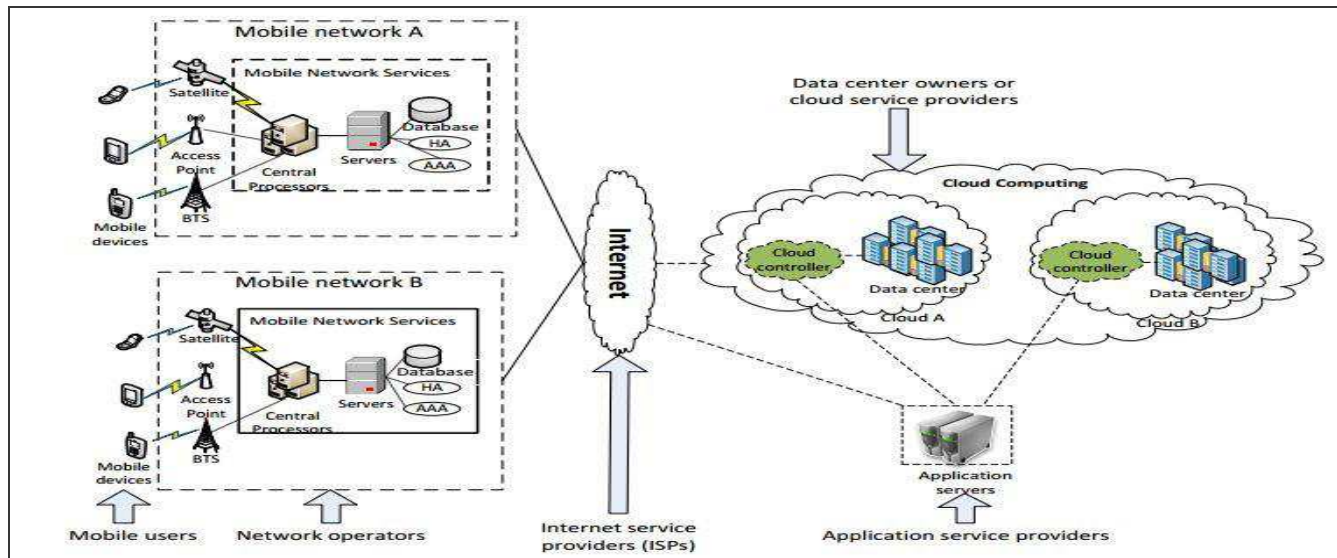 Mobile network A
Mobile Network Services
Satellite
Database
HA
AAA
Access
Point
Servers
Central
Processors
BTS
Mobile
devices
Mobile network B
Mobile Network Services
Satellite
Database
HA
AAA
Access
Point
Servers
Central
Processors
BTS
Mobile
devices
Mobile users
Network operators
Internet
Internet service
providers (ISPs)
Data center owners or
cloud service providers
Cloud Computing
Cloud
controller
Data center
Cloud A
Cloud
controller
Data center
Cloud B
Application
servers
Application service providers